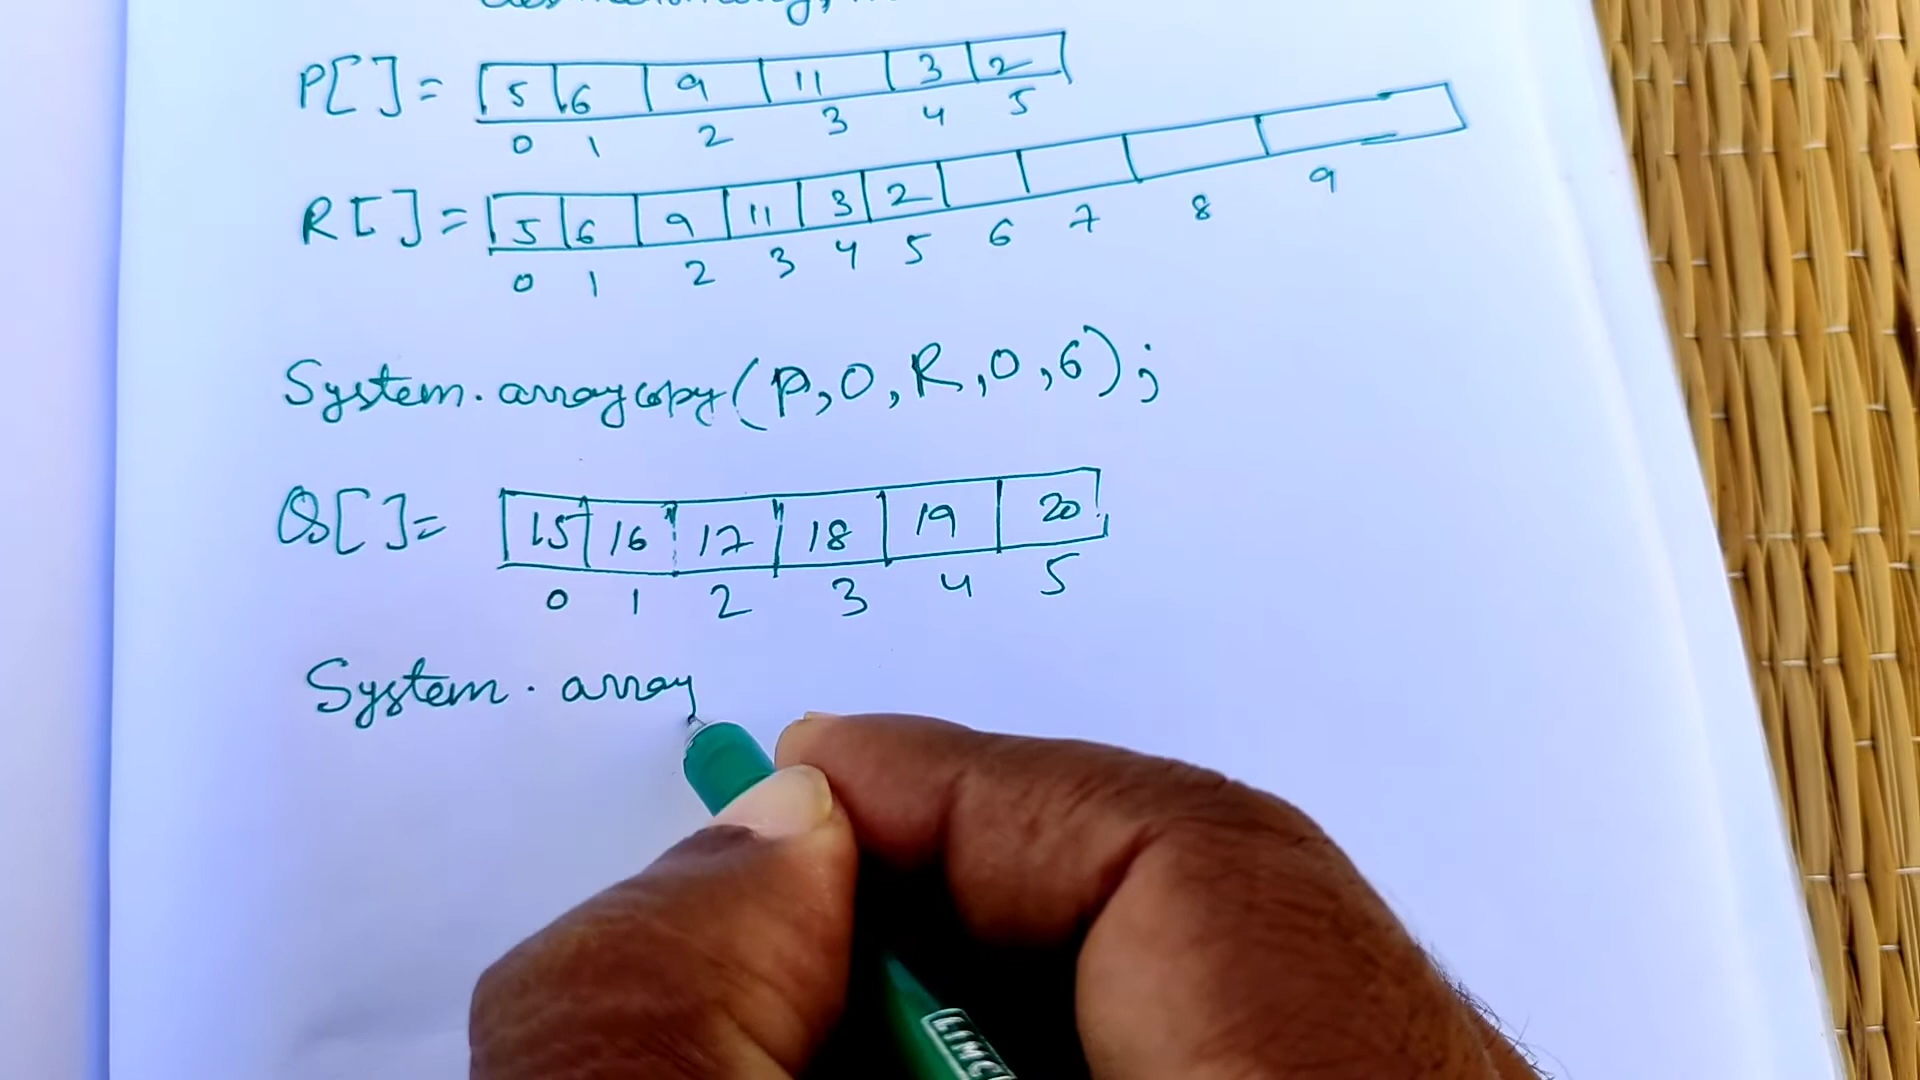 P[ ] = 5 6 9 11 3 2
0 1 2 3 4 5
R[ ] = 5 6 9 11 3 2
0 1 2 3 4 5 6 7 8 9
System.arraycopy(P,0,R,0,6);
Q[ ] = 15 16 17 18 19 20
0 1 2 3 4 5
System.array